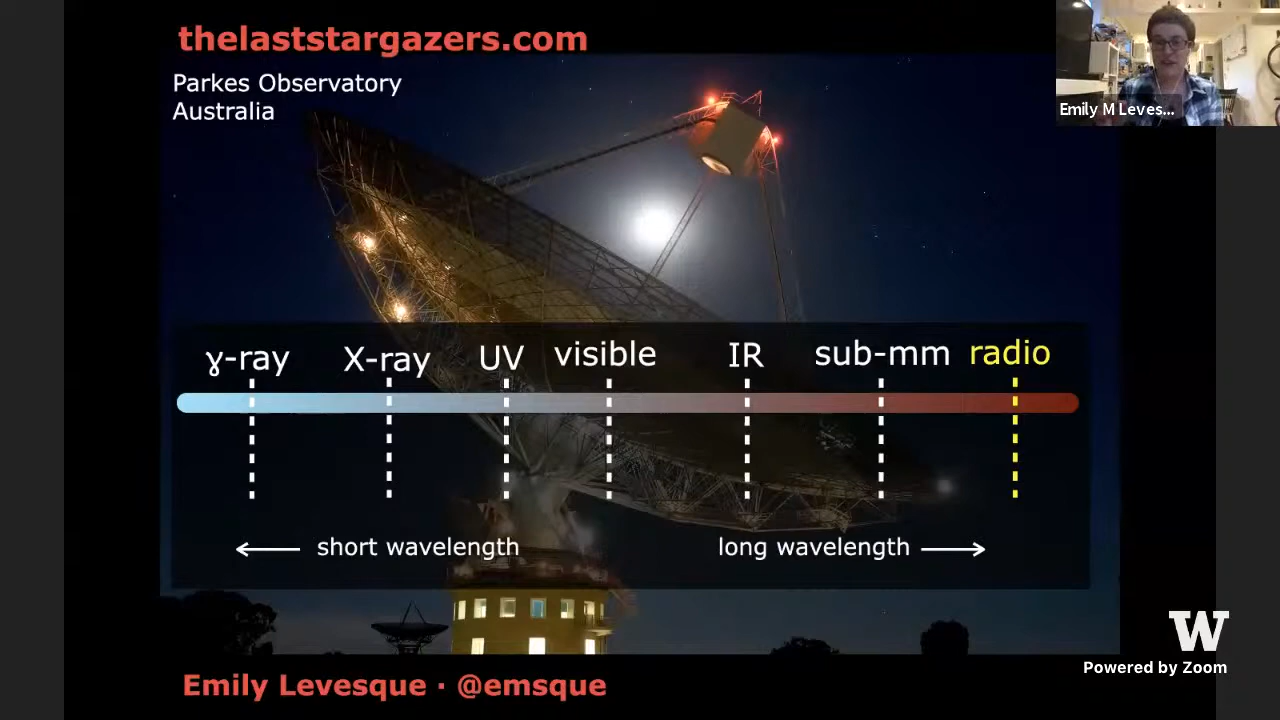 thelaststargazers.com
Parkes Observatory
Australia
Emily M Leves...
ɣ-ray X-ray UV visible IR sub-mm radio
short wavelength long wavelength
W
Powered by Zoom
Emily Levesque · @emsque